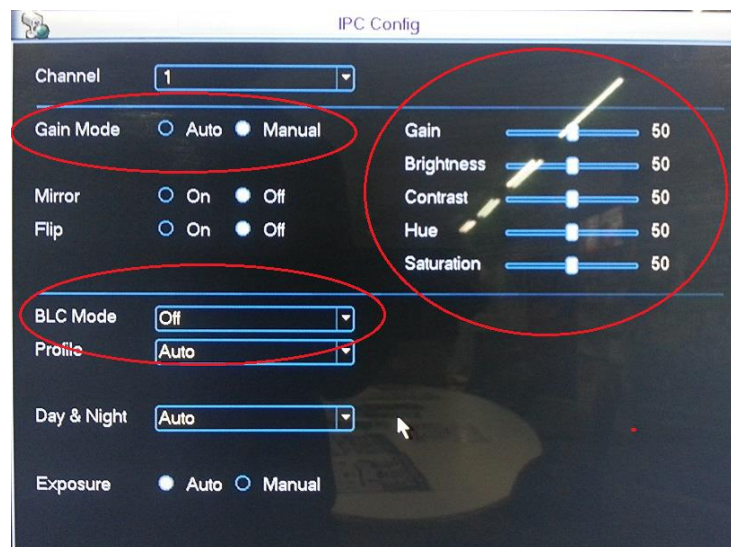 IPC Config
Channel 1
Gain Mode Auto Manual
Gain 50
Brightness 50
Mirror On Off
Contrast 50
Flip On Off
Hue 50
Saturation 50
BLC Mode Off
Profile Auto
Day & Night Auto
Exposure Auto Manual